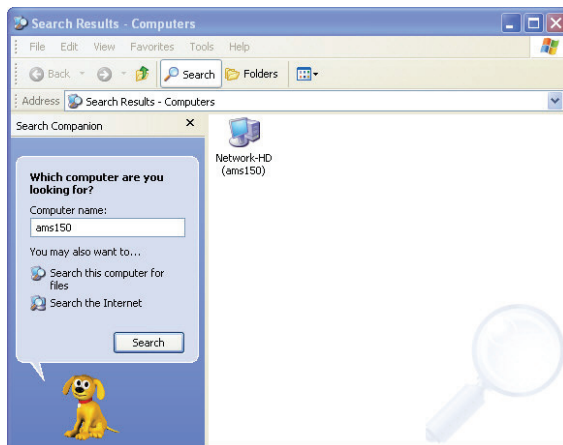 Search Results - Computers
File Edit View Favorites Tools Help
Back Search Folders
Address Search Results - Computers
Search Companion
Network-HD
(ams150)
Which computer are you
looking for?
Computer name:
ams150
You may also want to...
Search this computer for
files
Search the Internet
Search